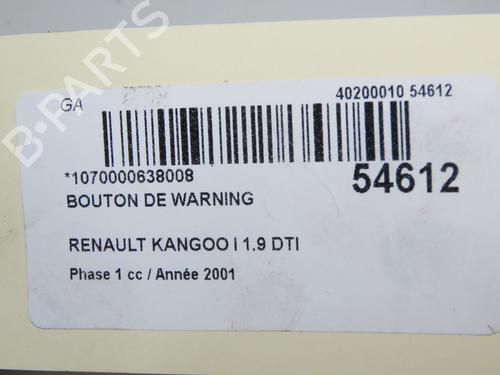 B-PARTS
GA
40200010 54612
*1070000638008
54612
BOUTON DE WARNING
RENAULT KANGOO I 1.9 DTI
Phase 1 cc / Année 2001